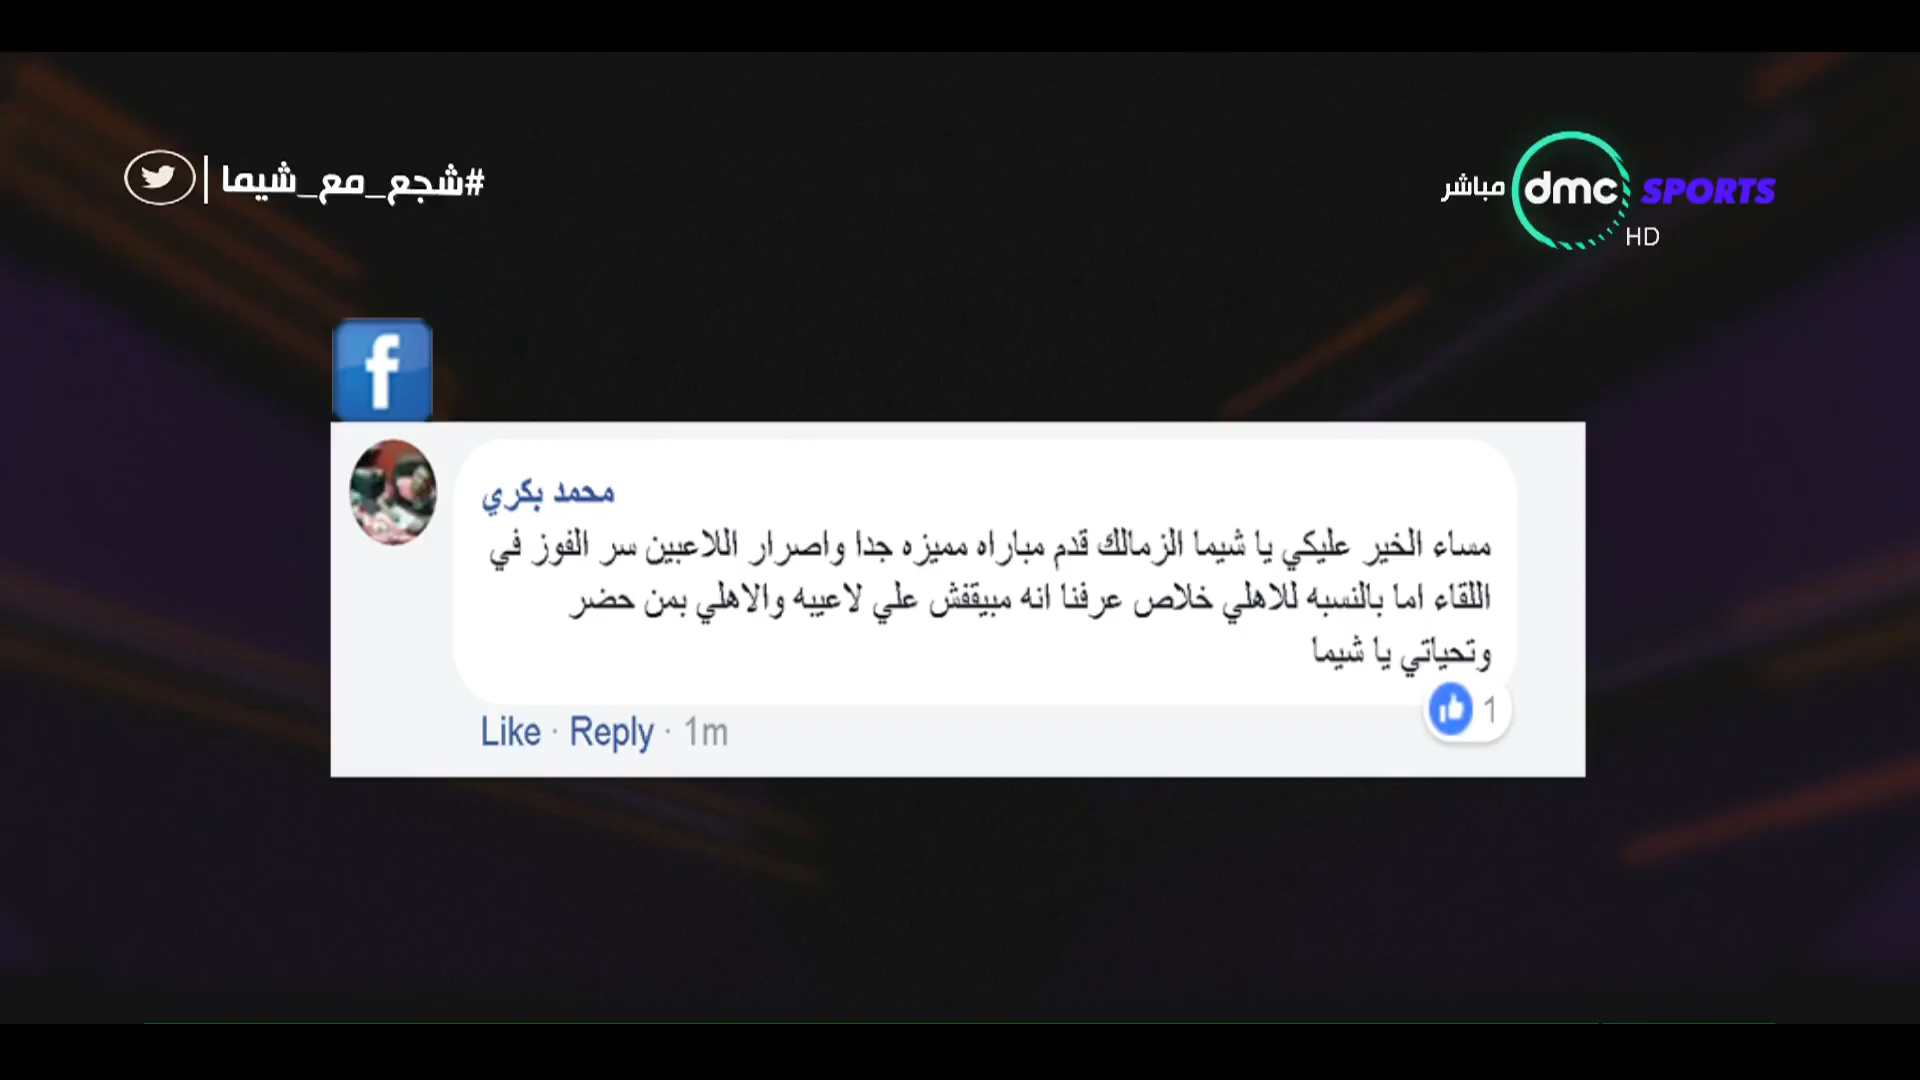 #شجع_مع_شيما
مباشر
dmc SPORTS
HD
f
محمد بكري
مساء الخير عليكي يا شيما الزمالك قدم مباراه مميزه جدا واصرار اللاعبين سر الفوز في
اللقاء اما بالنسبه للاهلي خلاص عرفنا انه مبيقفش علي لاعيبه والاهلي بمن حضر
وتحياتي يا شيما
1
Like · Reply · 1m